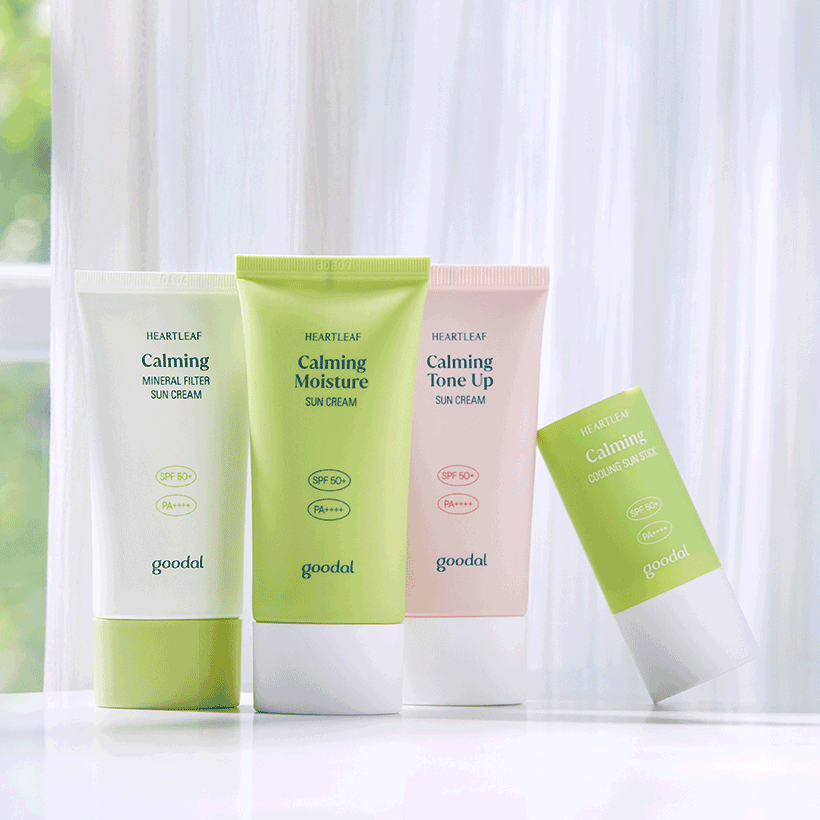 HEARTLEAF
Calming
MINERAL FILTER
SUN CREAM
SPF 50+
PA++++
goodal
HEARTLEAF
Calming
Moisture
SUN CREAM
SPF 50+
PA++++
goodal
HEARTLEAF
Calming
Tone Up
SUN CREAM
SPF 50+
PA++++
goodal
HEARTLEAF
Calming
COOLING SUN STICK
SPF 50+
PA++++
goodal